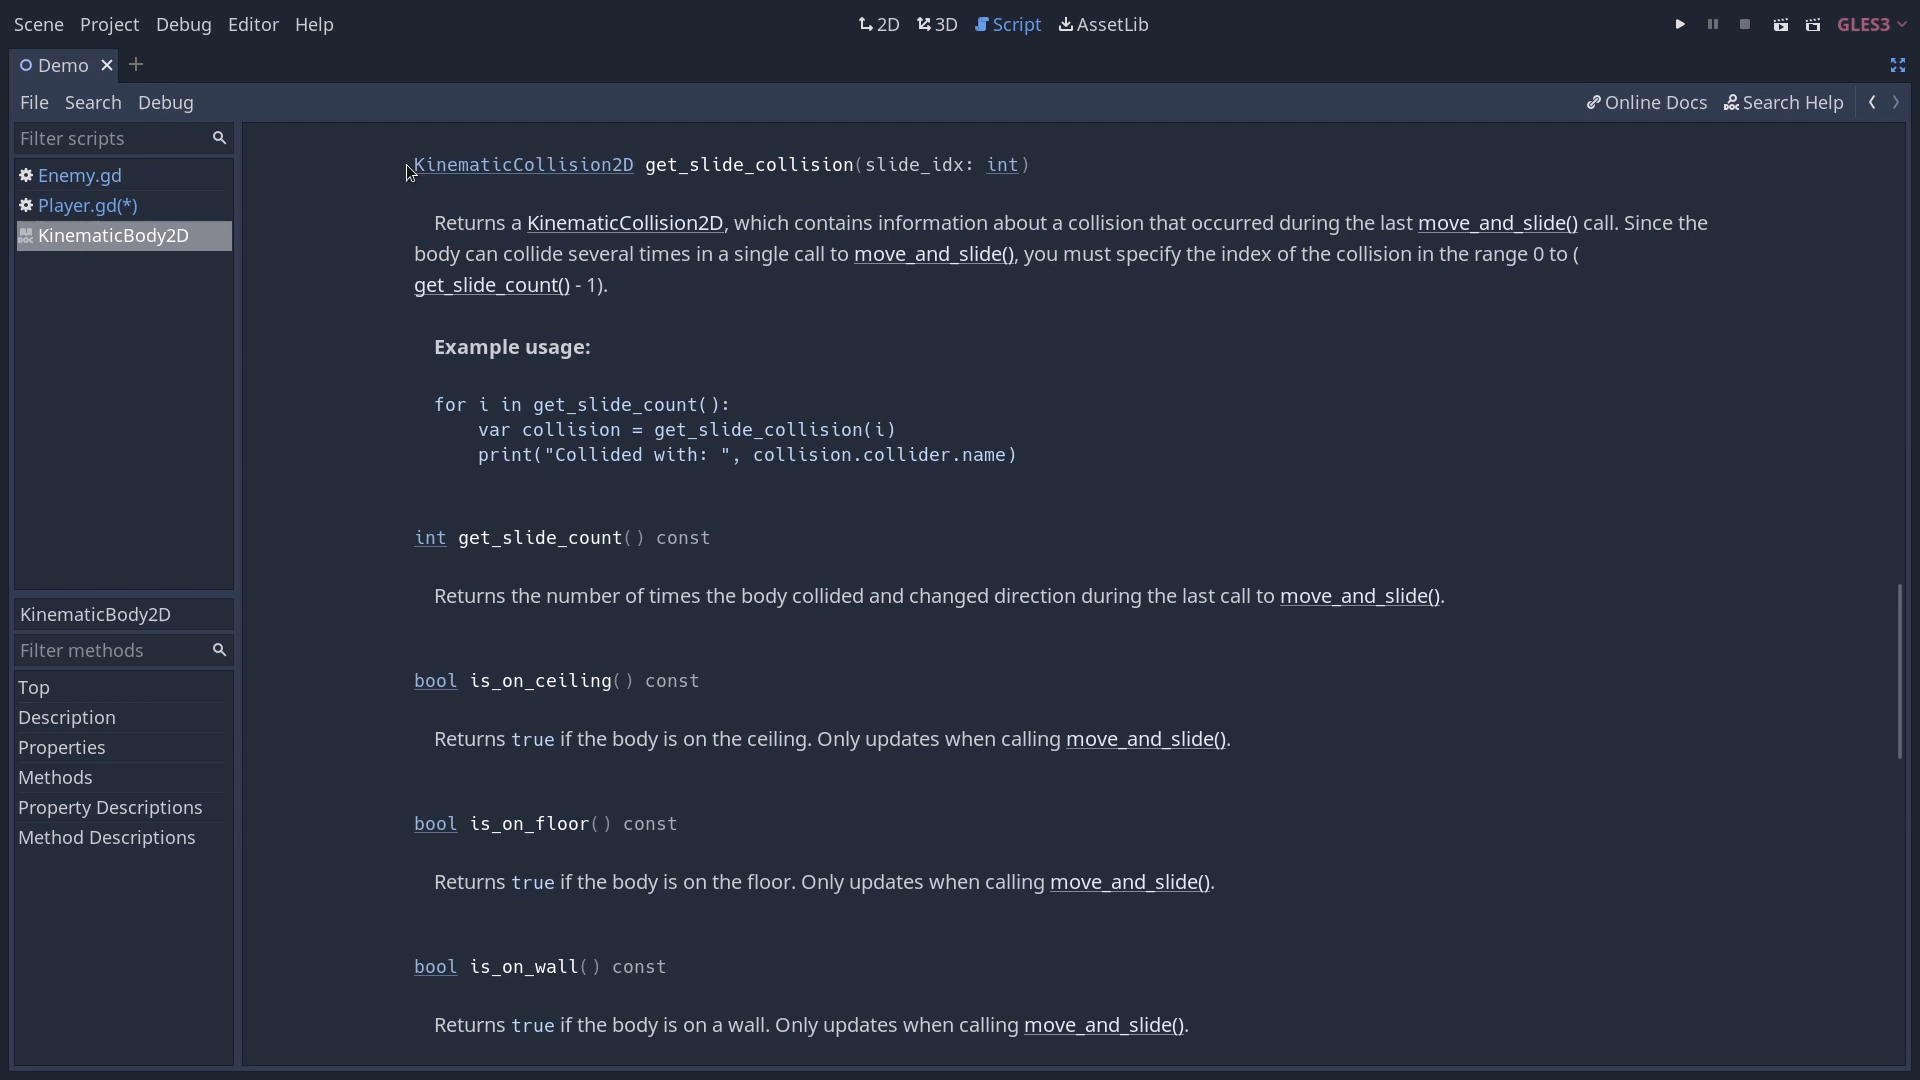 Scene Project Debug Editor Help 2D 3D Script AssetLib GLES3
Demo
File Search Debug Online Docs Search Help
Filter scripts
Enemy.gd
Player.gd(*)
KinematicBody2D
KinematicBody2D
Filter methods
Top
Description
Properties
Methods
Property Descriptions
Method Descriptions
KinematicCollision2D get_slide_collision(slide_idx: int)
Returns a KinematicCollision2D, which contains information about a collision that occurred during the last move_and_slide() call. Since the
body can collide several times in a single call to move_and_slide(), you must specify the index of the collision in the range 0 to (
get_slide_count() - 1).
Example usage:
for i in get_slide_count():
    var collision = get_slide_collision(i)
    print("Collided with: ", collision.collider.name)
int get_slide_count() const
Returns the number of times the body collided and changed direction during the last call to move_and_slide().
bool is_on_ceiling() const
Returns true if the body is on the ceiling. Only updates when calling move_and_slide().
bool is_on_floor() const
Returns true if the body is on the floor. Only updates when calling move_and_slide().
bool is_on_wall() const
Returns true if the body is on a wall. Only updates when calling move_and_slide().